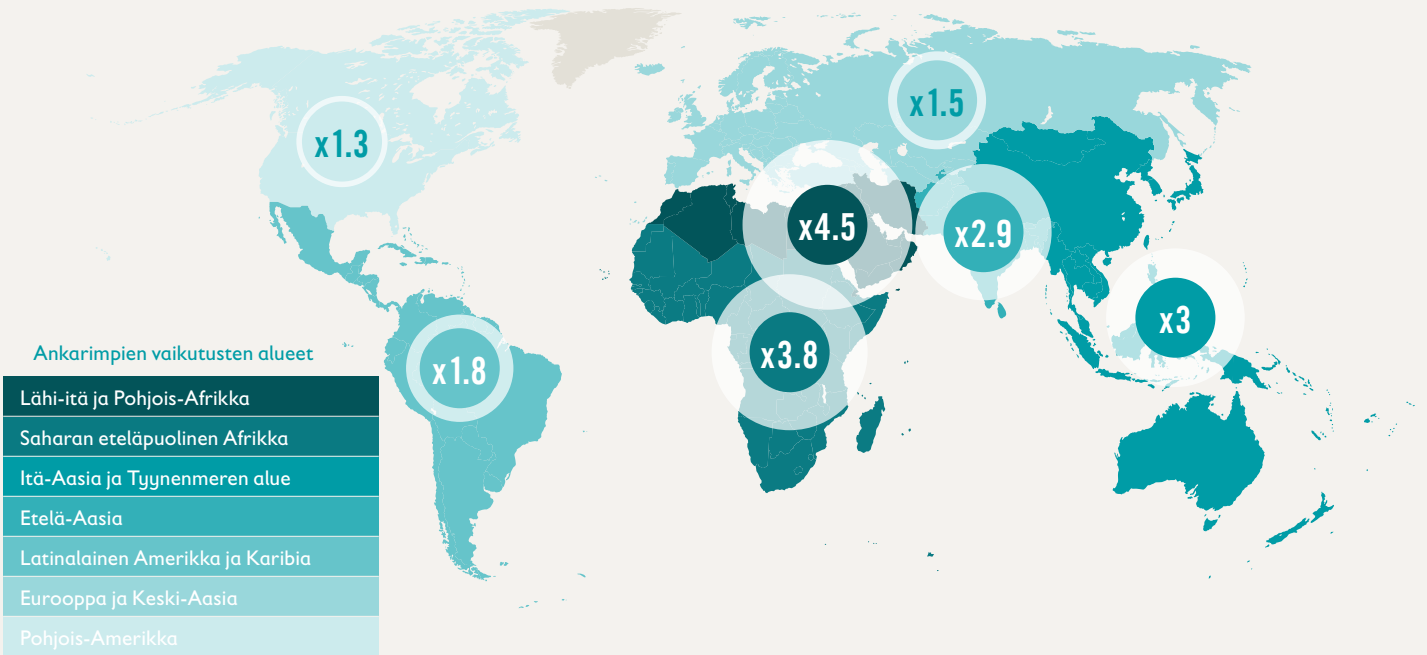 x1.3
x1.5
x4.5
x2.9
x3
x3.8
x1.8
Ankarimpien vaikutusten alueet
Lähi-itä ja Pohjois-Afrikka
Saharan eteläpuolinen Afrikka
Itä-Aasia ja Tyynenmeren alue
Etelä-Aasia
Latinalainen Amerikka ja Karibia
Eurooppa ja Keski-Aasia
Pohjois-Amerikka